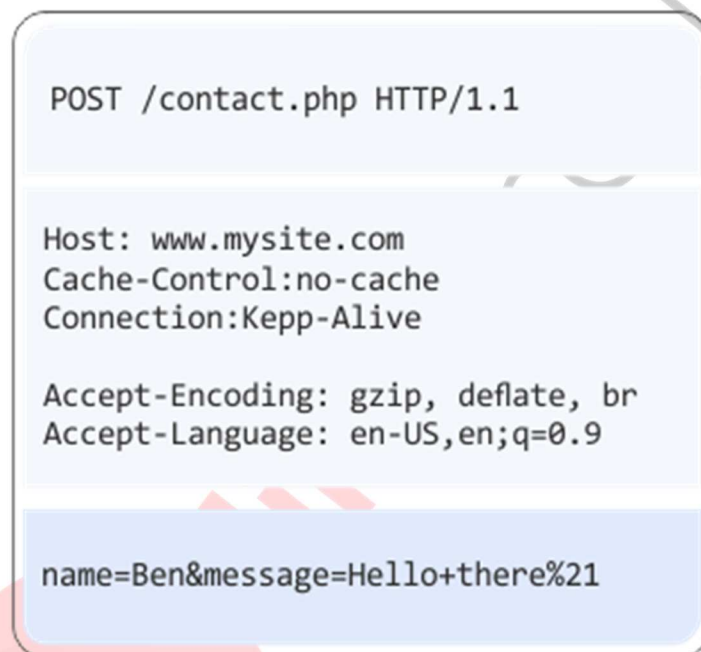 POST /contact.php HTTP/1.1
Host: www.mysite.com
Cache-Control:no-cache
Connection:Kepp-Alive
Accept-Encoding: gzip, deflate, br
Accept-Language: en-US,en;q=0.9
name=Ben&message=Hello+there%21